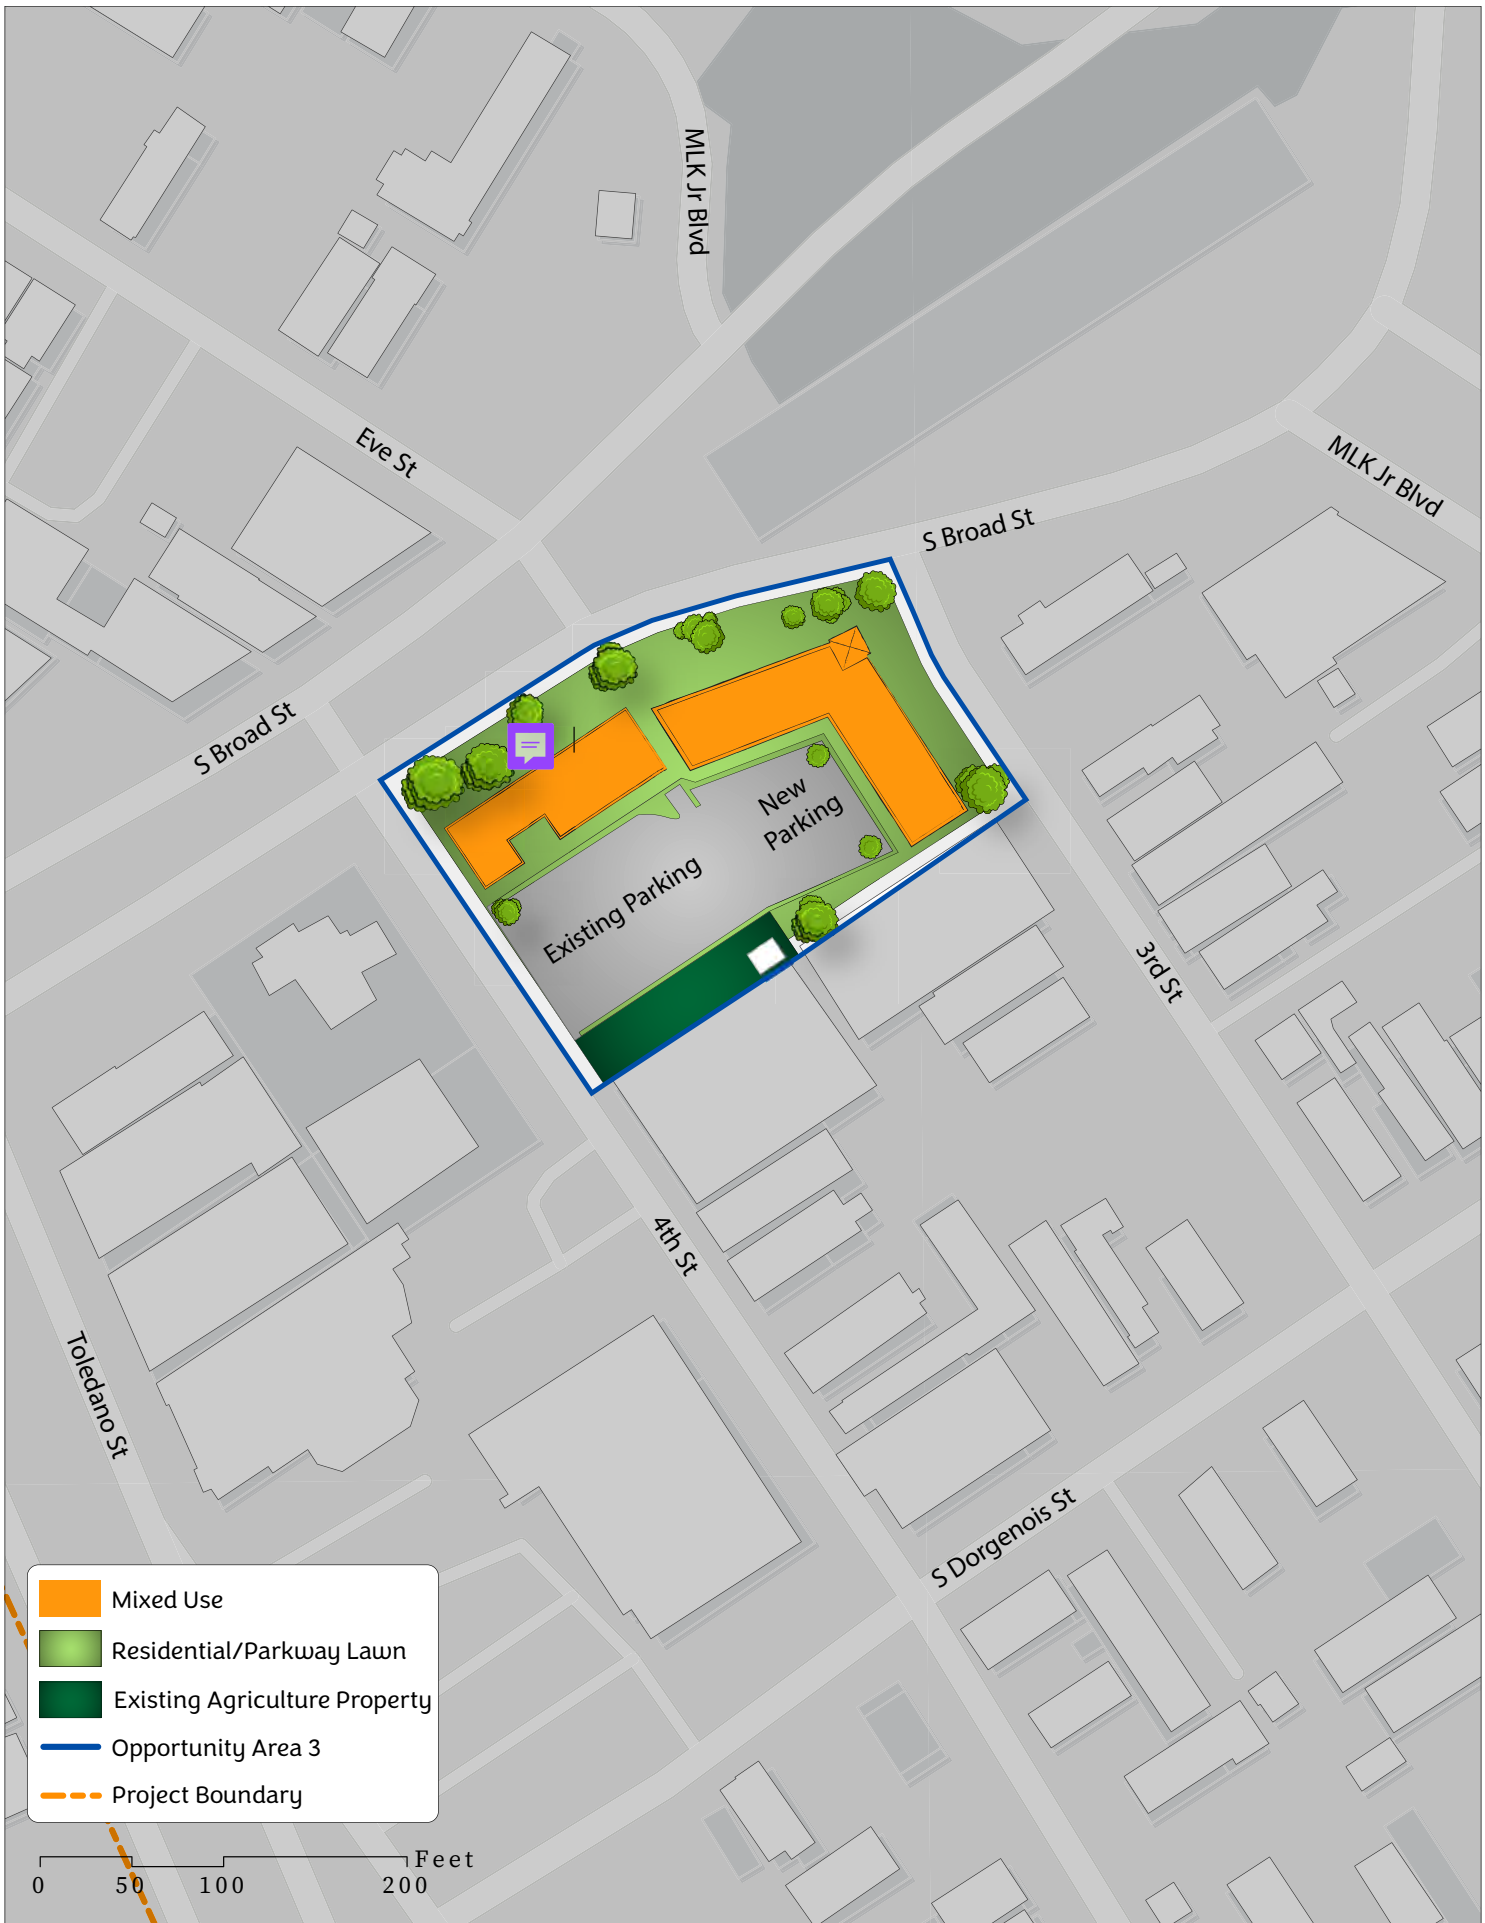 MLK Jr Blvd
Eve St
MLK Jr Blvd
S Broad St
S Broad St
New
Parking
Existing Parking
3rd St
4th St
Toledano St
S Dorgenois St
Mixed Use
Residential/Parkway Lawn
Existing Agriculture Property
Opportunity Area 3
Project Boundary
Feet
0 50 100 200